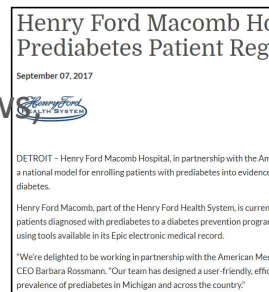 Henry Ford Macomb Ho
Prediabetes Patient Reg
September 07, 2017
ws,
Henry Ford
HEALTH SYSTEM
DETROIT – Henry Ford Macomb Hospital, in partnership with the Am
a national model for enrolling patients with prediabetes into evidence
diabetes.
Henry Ford Macomb, part of the Henry Ford Health System, is curren
patients diagnosed with prediabetes to a diabetes prevention progra
using tools available in its Epic electronic medical record.
"We're delighted to be working in partnership with the American Med
CEO Barbara Rossmann. "Our team has designed a user-friendly, effic
prevalence of prediabetes in Michigan and across the country."